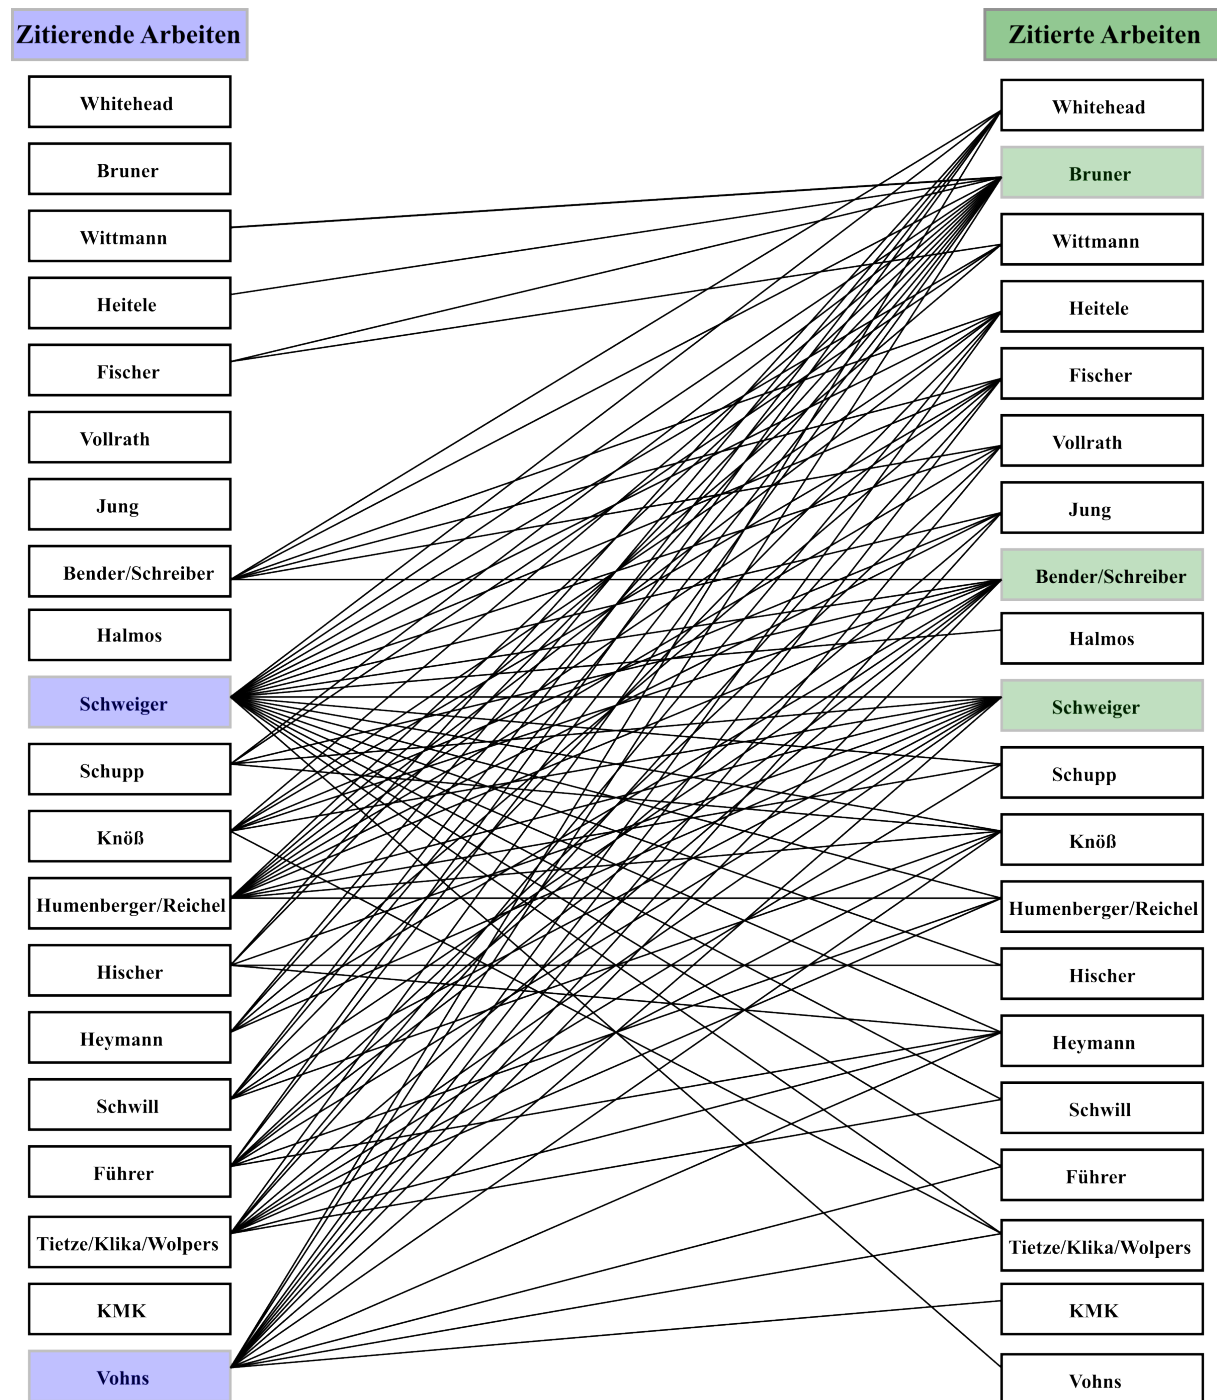 Zitierende Arbeiten
Whitehead
Bruner
Wittmann
Heitele
Fischer
Vollrath
Jung
Bender/Schreiber
Halmos
Schweiger
Schupp
Knöß
Humenberger/Reichel
Hischer
Heymann
Schwill
Führer
Tietze/Klika/Wolpers
KMK
Vohns
Zitierte Arbeiten
Whitehead
Bruner
Wittmann
Heitele
Fischer
Vollrath
Jung
Bender/Schreiber
Halmos
Schweiger
Schupp
Knöß
Humenberger/Reichel
Hischer
Heymann
Schwill
Führer
Tietze/Klika/Wolpers
KMK
Vohns